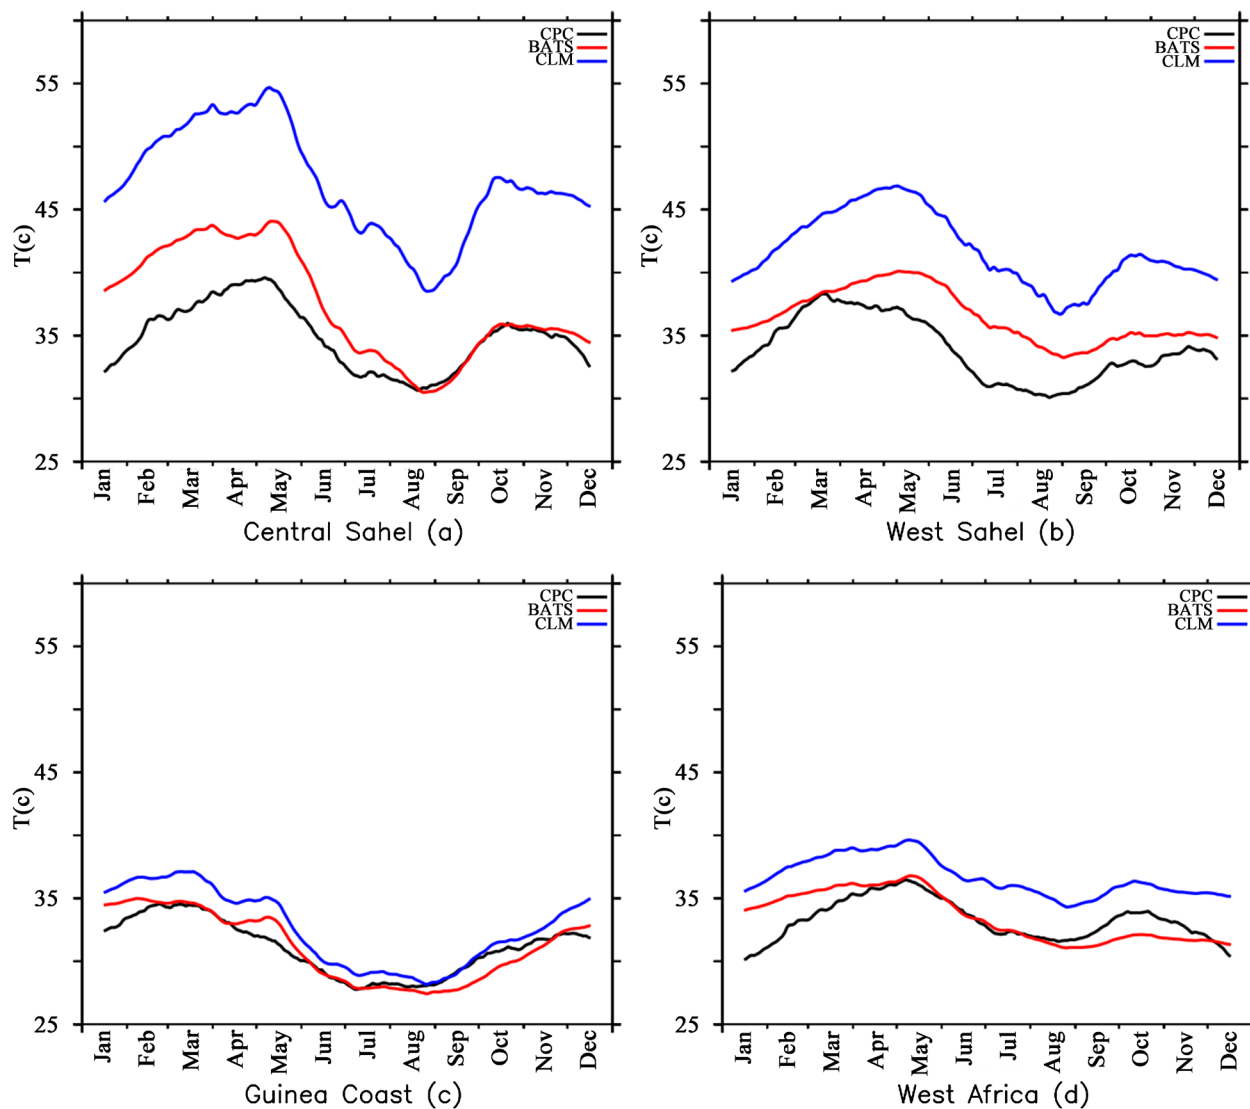 CPC
BATS
CLM
55
45
35
25
T(c)
Jan Feb Mar Apr May Jun Jul Aug Sep Oct Nov Dec
Central Sahel (a)
CPC
BATS
CLM
55
45
35
25
T(c)
Jan Feb Mar Apr May Jun Jul Aug Sep Oct Nov Dec
West Sahel (b)
CPC
BATS
CLM
55
45
35
25
T(c)
Jan Feb Mar Apr May Jun Jul Aug Sep Oct Nov Dec
Guinea Coast (c)
CPC
BATS
CLM
55
45
35
25
T(c)
Jan Feb Mar Apr May Jun Jul Aug Sep Oct Nov Dec
West Africa (d)